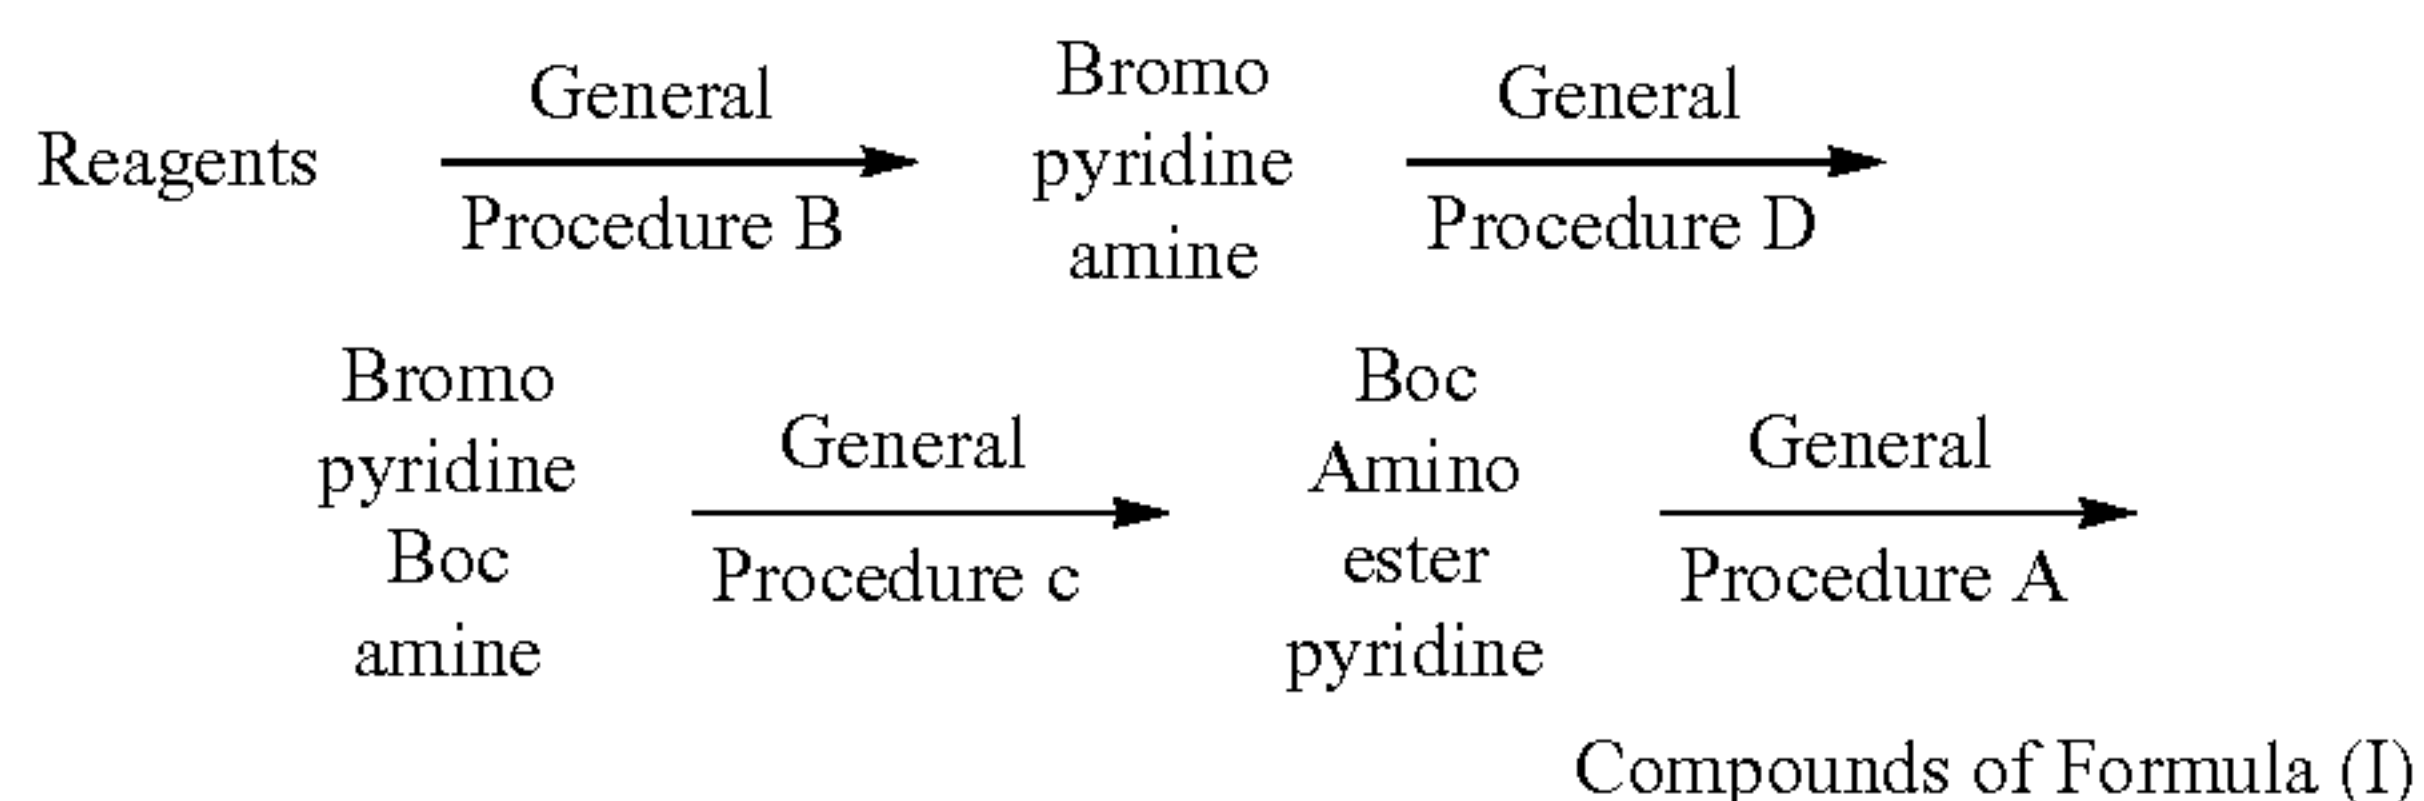 Reagents
General
Procedure B
Bromo
pyridine
amine
General
Procedure D
Bromo
pyridine
Boc
amine
General
Procedure c
Boc
Amino
ester
pyridine
General
Procedure A
Compounds of Formula (I)